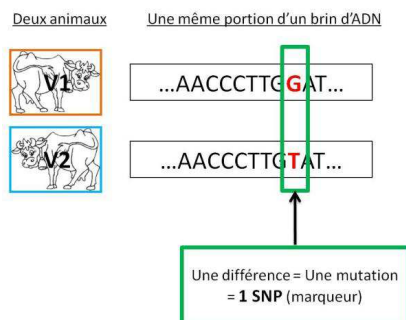 Deux animaux
Une même portion d'un brin d'ADN
V1
...AACCCTTGGAT...
V2
...AACCCTTGTAT...
Une différence = Une mutation
= 1 SNP (marqueur)